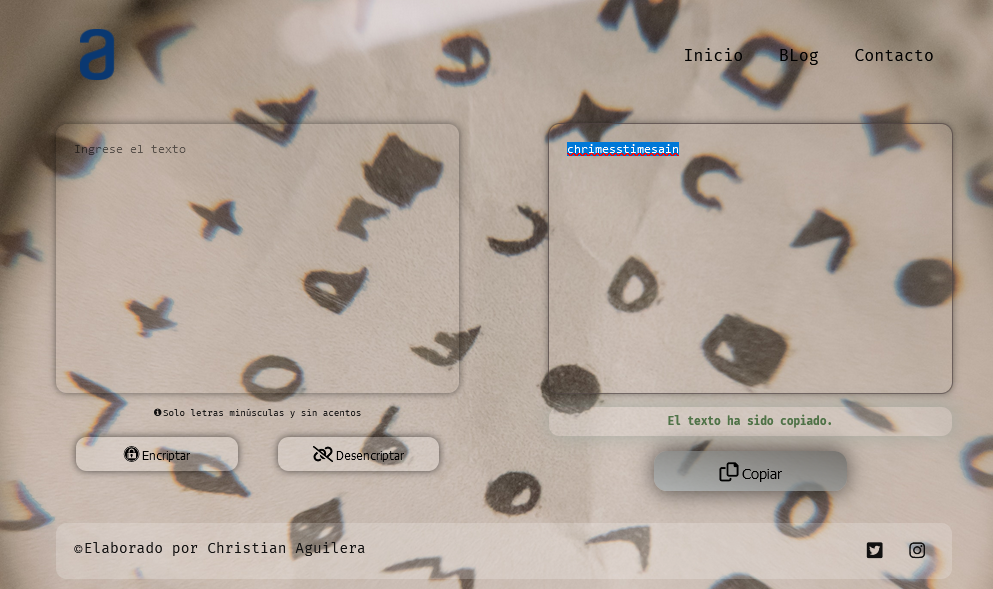 a
Inicio BLog Contacto
Ingrese el texto
chrimesstimesain
Solo letras minúsculas y sin acentos
El texto ha sido copiado.
Encriptar Desencriptar
Copiar
©Elaborado por Christian Aguilera